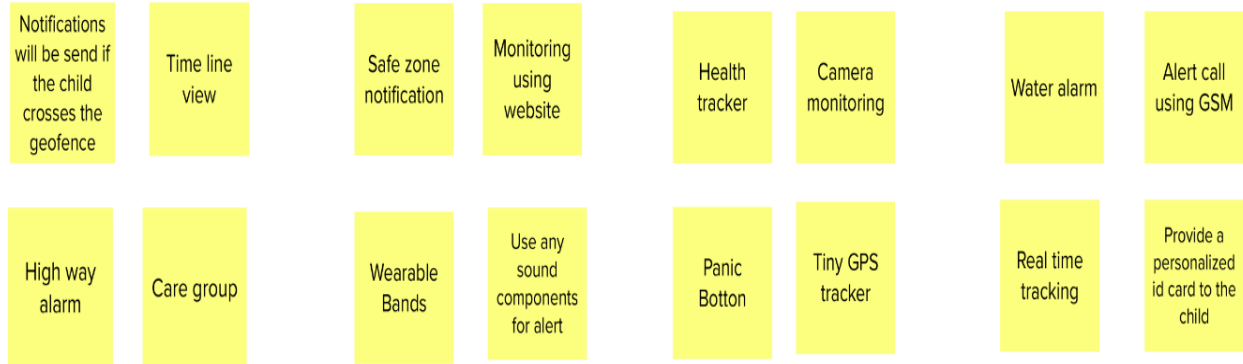 Notifications
will be send if
the child
crosses the
geofence
Time line
view
Safe zone
notification
Monitoring
using
website
Health
tracker
Camera
monitoring
Water alarm
Alert call
using GSM
High way
alarm
Care group
Wearable
Bands
Use any
sound
components
for alert
Panic
Botton
Tiny GPS
tracker
Real time
tracking
Provide a
personalized
id card to the
child